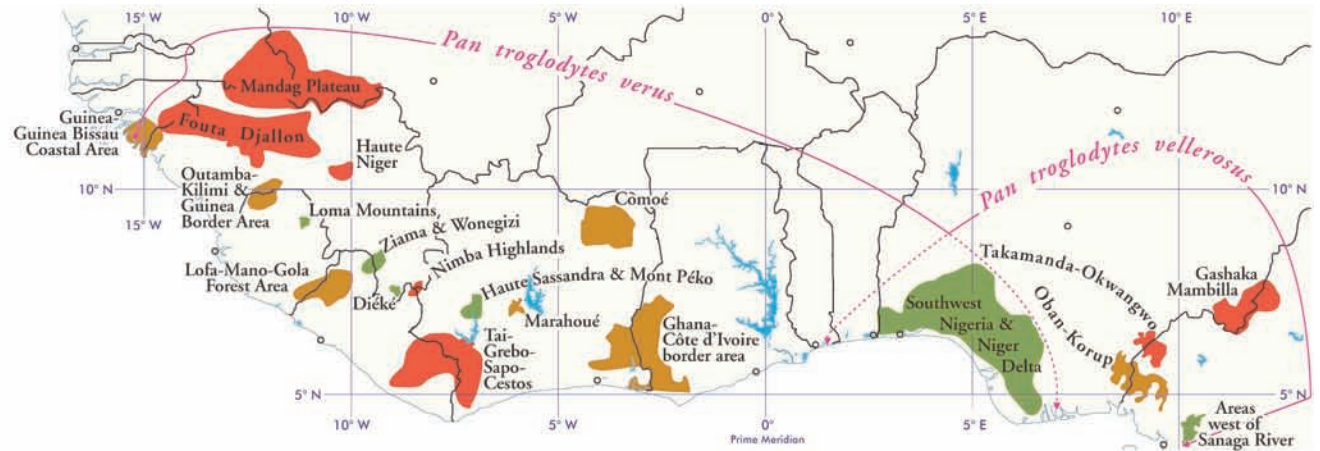 15° W
10° W
5° W
0°
5° E
10° E
Pan troglodytes verus
Mandag Plateau
Guinea-
Guinea Bissau
Coastal Area
Fouta Djallon
Haute
Niger
Pan troglodytes vellerosus
10° N
10° N
15° W
Outamba-
Kilimi &
Guinea
Border Area
Loma Mountains
Cômoé
Ziama & Wonegizi
Nimba Highlands
Takamanda-Okwangwo
Lofa-Mano-Gola
Forest Area
Diéké
Haute Sassandra & Mont Péko
Gashaka
Mambilla
Marahoué
Oban-Korup
Southwest
Nigeria &
Niger
Delta
Tai-
Grebo-
Sapo-
Cestos
Ghana-
Côte d'Ivoire
border area
5° N
5° N
Areas
west of
Sanaga River
10° W
5° W
0°
5° E
10° E
Prime Meridian